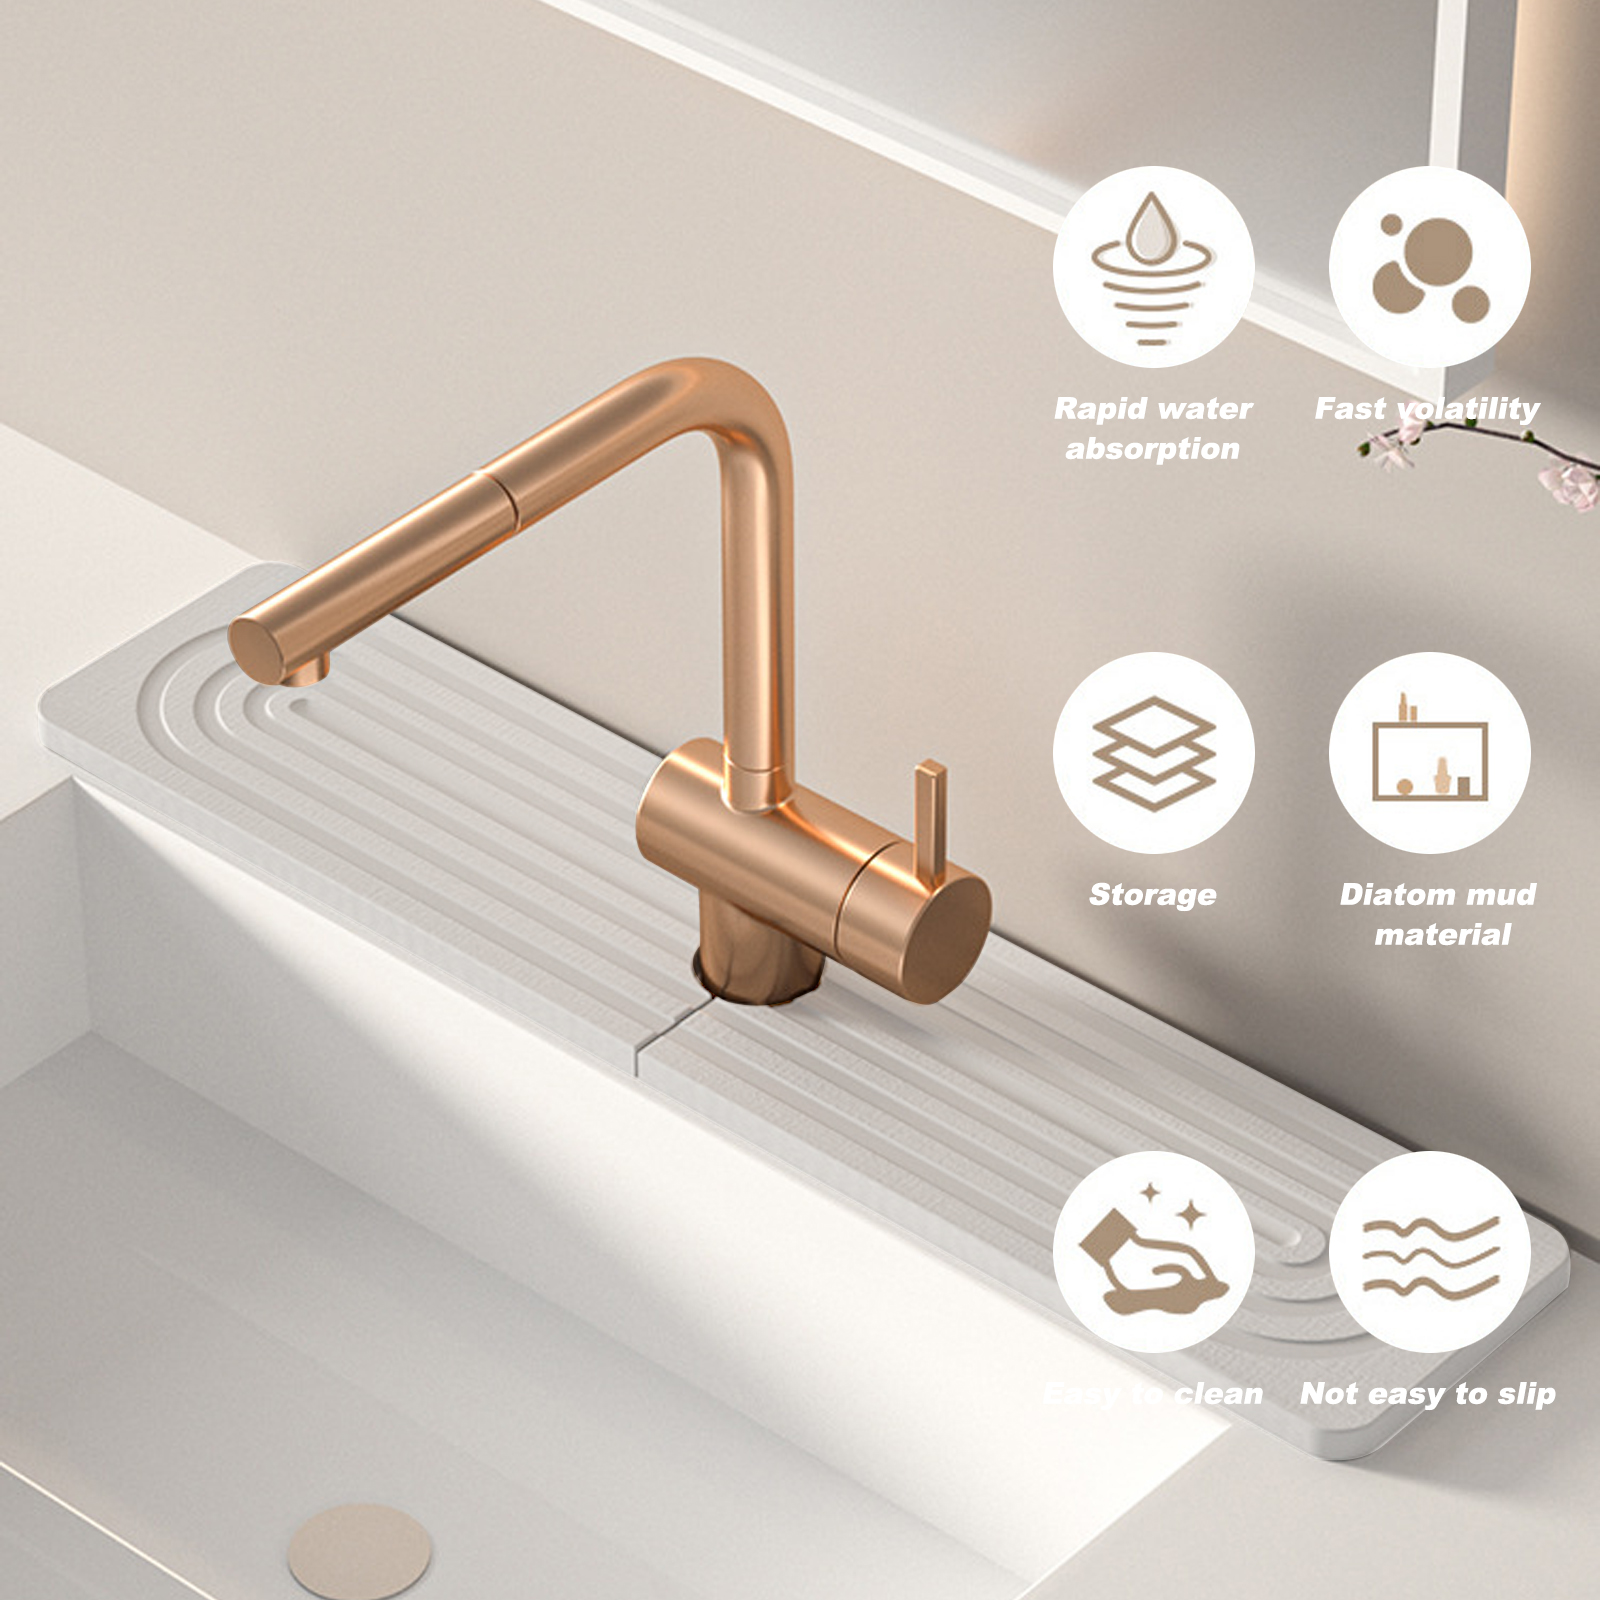 Rapid water
absorption
Fast volatility
Storage
Diatom mud
material
Easy to clean
Not easy to slip